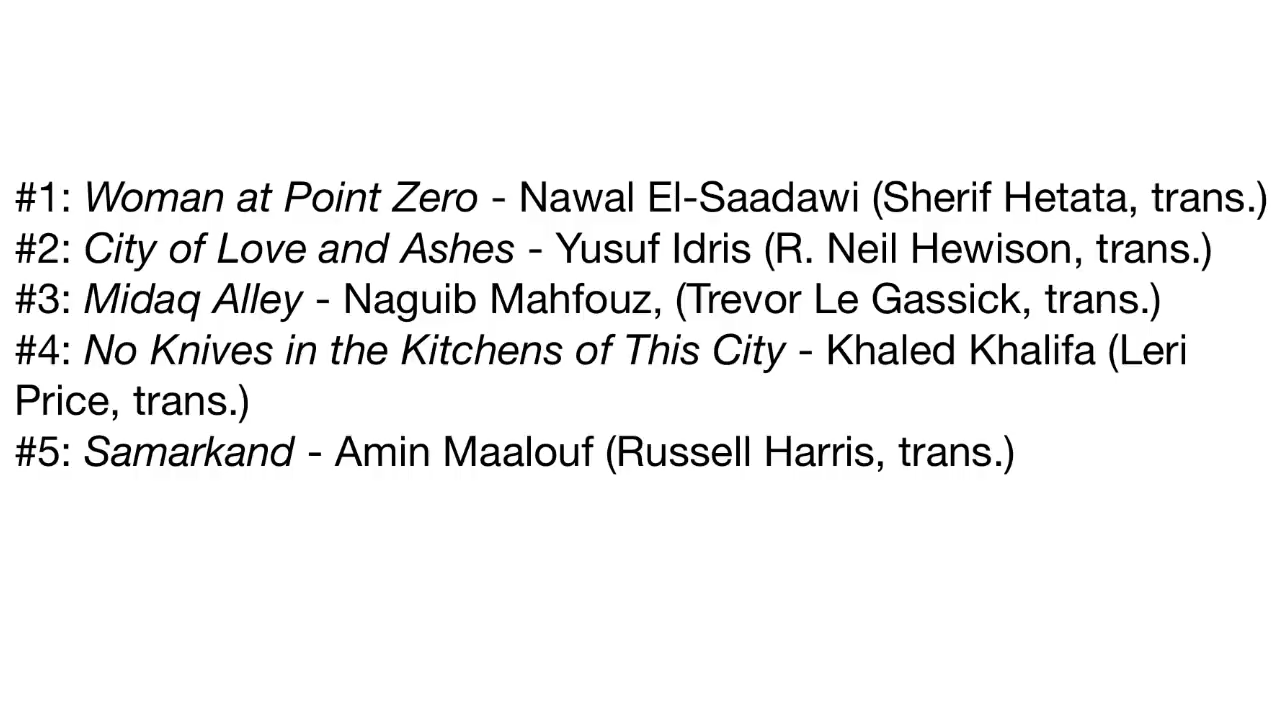 #1: Woman at Point Zero - Nawal El-Saadawi (Sherif Hetata, trans.)
#2: City of Love and Ashes - Yusuf Idris (R. Neil Hewison, trans.)
#3: Midaq Alley - Naguib Mahfouz, (Trevor Le Gassick, trans.)
#4: No Knives in the Kitchens of This City - Khaled Khalifa (Leri
Price, trans.)
#5: Samarkand - Amin Maalouf (Russell Harris, trans.)